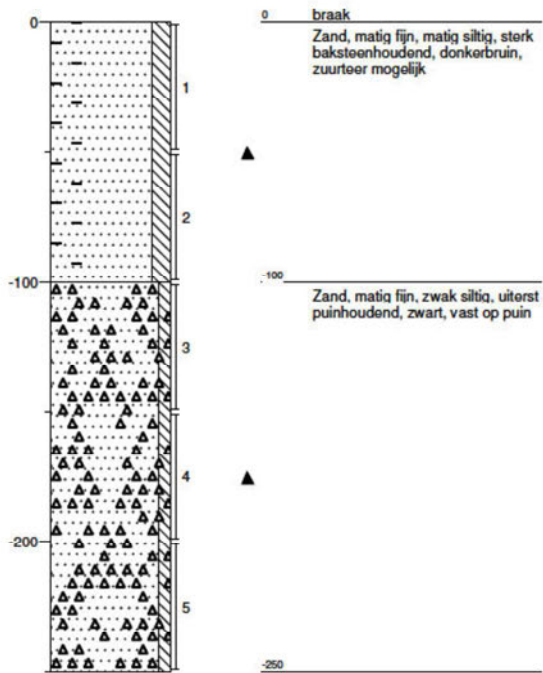 0
0
braak
Zand, matig fijn, matig siltig, sterk
baksteenhoudend, donkerbruin,
zuurteer mogelijk
1
2
-100
-100
Zand, matig fijn, zwak siltig, uiterst
puinhoudend, zwart, vast op puin
3
4
-200
5
-250